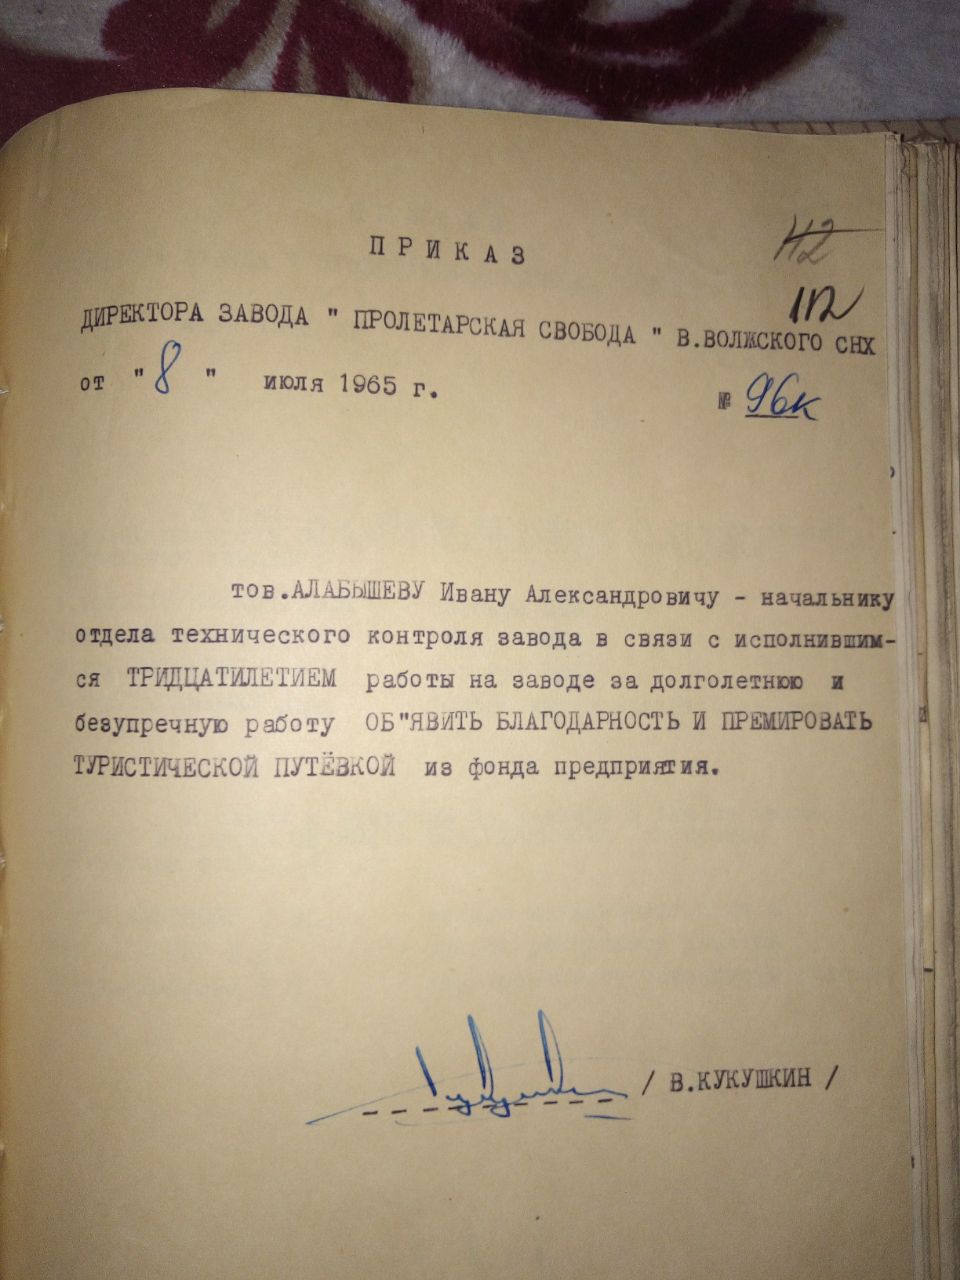 ПРИКАЗ
112
ДИРЕКТОРА ЗАВОДА " ПРОЛЕТАРСКАЯ СВОБОДА " В.ВОЛЖСКОГО СНХ
от "8" июля 1965 г. № 96к
тов.АЛАБЫШЕВУ Ивану Александровичу - начальнику
отдела технического контроля завода в связи с исполнившим-
ся ТРИДЦАТИЛЕТИЕМ работы на заводе за долголетнюю и
безупречную работу ОБ"ЯВИТЬ БЛАГОДАРНОСТЬ И ПРЕМИРОВАТЬ
ТУРИСТИЧЕСКОЙ ПУТЁВКОЙ из фонда предприятия.
/ В.КУКУШКИН /